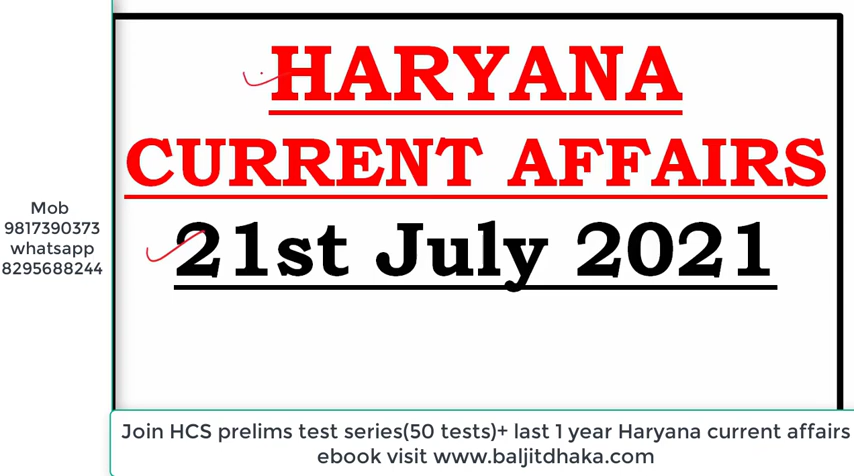 HARYANA
CURRENT AFFAIRS
21st July 2021
Mob
9817390373
whatsapp
8295688244
Join HCS prelims test series(50 tests)+ last 1 year Haryana current affairs
ebook visit www.baljitdhaka.com